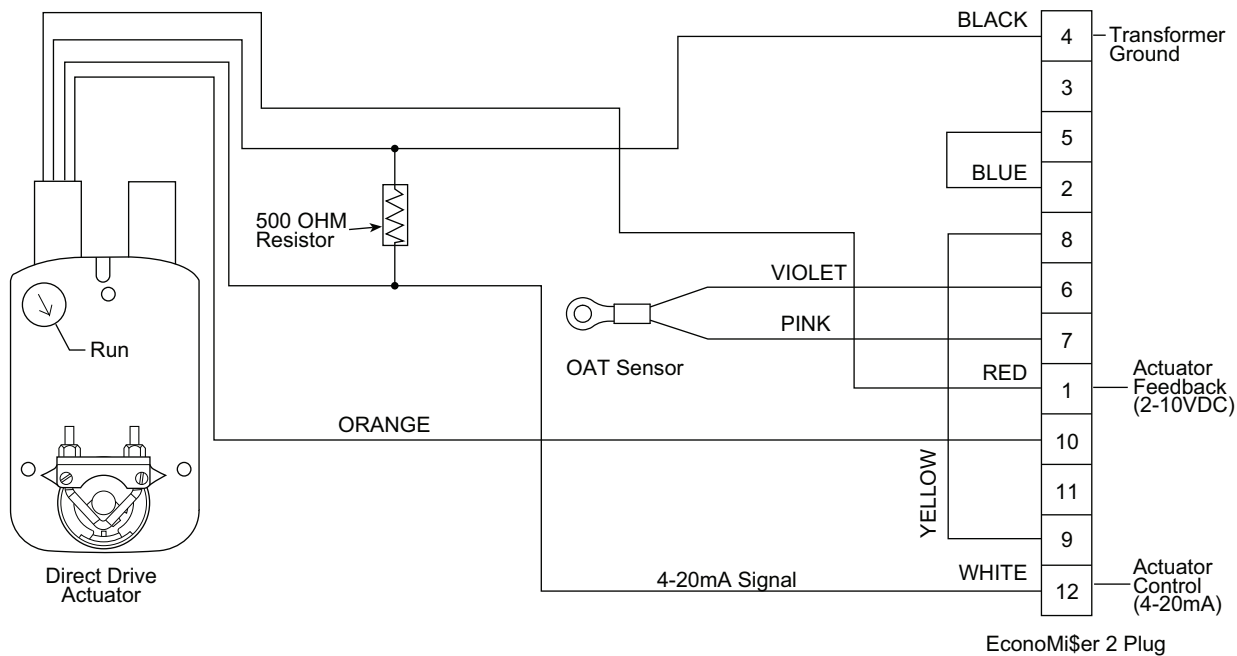 BLACK
4
Transformer
Ground
3
5
BLUE
2
500 OHM
Resistor
8
VIOLET
6
PINK
7
OAT Sensor
Run
RED
1
Actuator
Feedback
(2-10VDC)
ORANGE
10
YELLOW
11
9
Direct Drive
Actuator
4-20mA Signal
WHITE
12
Actuator
Control
(4-20mA)
EconoMi$er 2 Plug